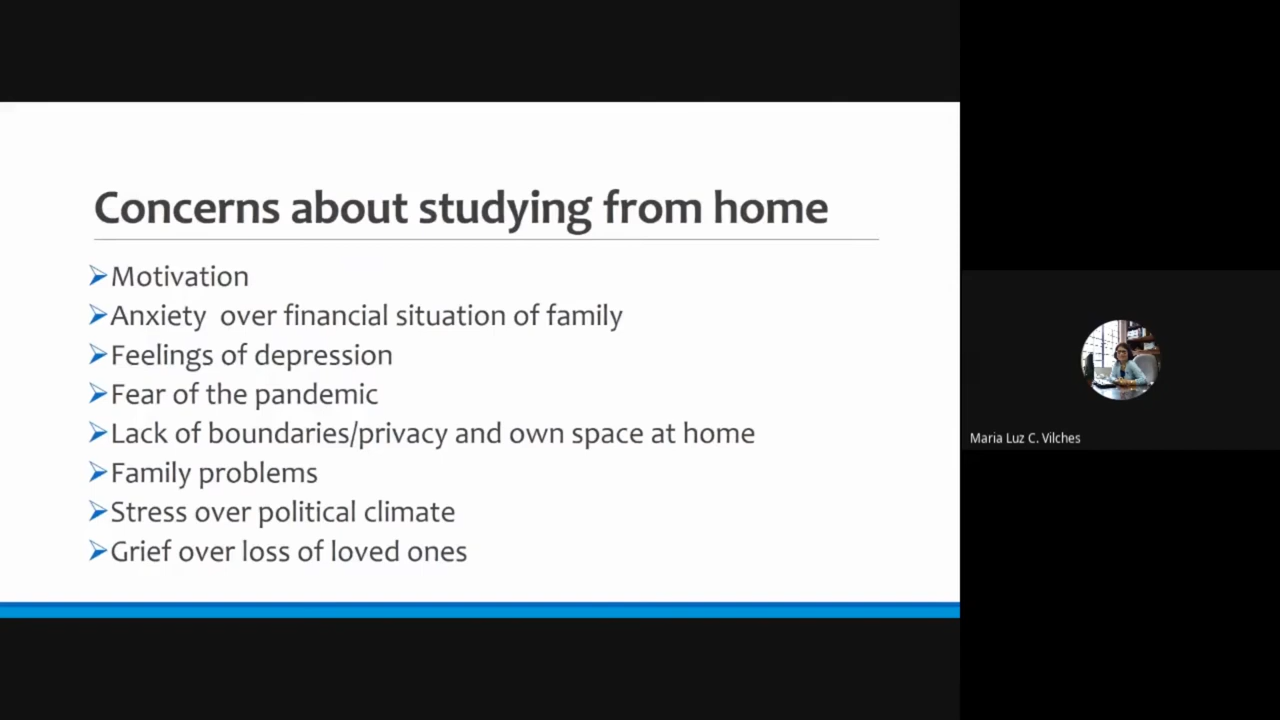 Concerns about studying from home
Motivation
Anxiety over financial situation of family
Feelings of depression
Fear of the pandemic
Lack of boundaries/privacy and own space at home
Family problems
Stress over political climate
Grief over loss of loved ones
Maria Luz C. Vilches